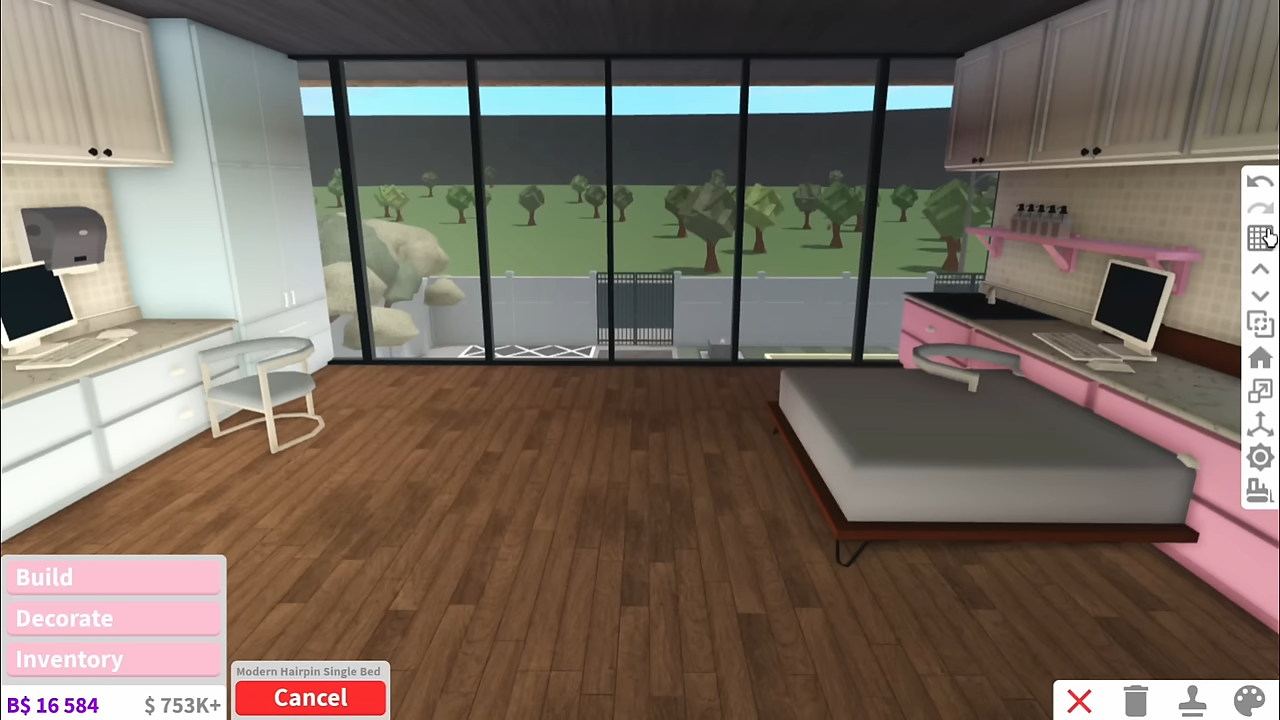 Build
Decorate
Inventory
B$ 16 584
$ 753K+
Modern Hairpin Single Bed
Cancel